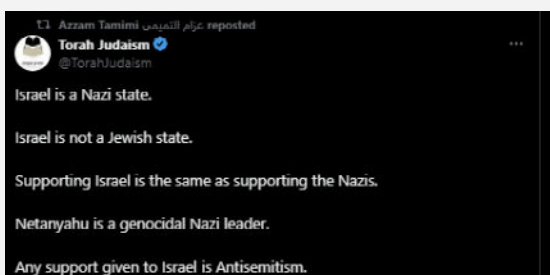 Azzam Tamimi عزام التميمي reposted
Torah Judaism
@TorahJudaism
Israel is a Nazi state.
Israel is not a Jewish state.
Supporting Israel is the same as supporting the Nazis.
Netanyahu is a genocidal Nazi leader.
Any support given to Israel is Antisemitism.